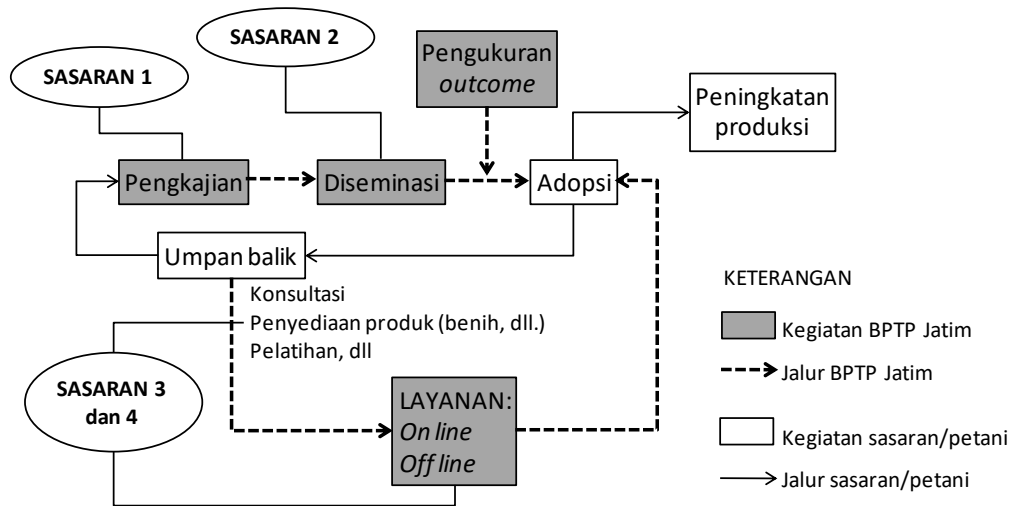 SASARAN 1
SASARAN 2
Pengukuran
outcome
Peningkatan
produksi
Pengkajian
Diseminasi
Adopsi
Umpan balik
Konsultasi
Penyediaan produk (benih, dll.)
Pelatihan, dll
SASARAN 3
dan 4
LAYANAN:
On line
Off line
KETERANGAN
Kegiatan BPTP Jatim
Jalur BPTP Jatim
Kegiatan sasaran/petani
Jalur sasaran/petani